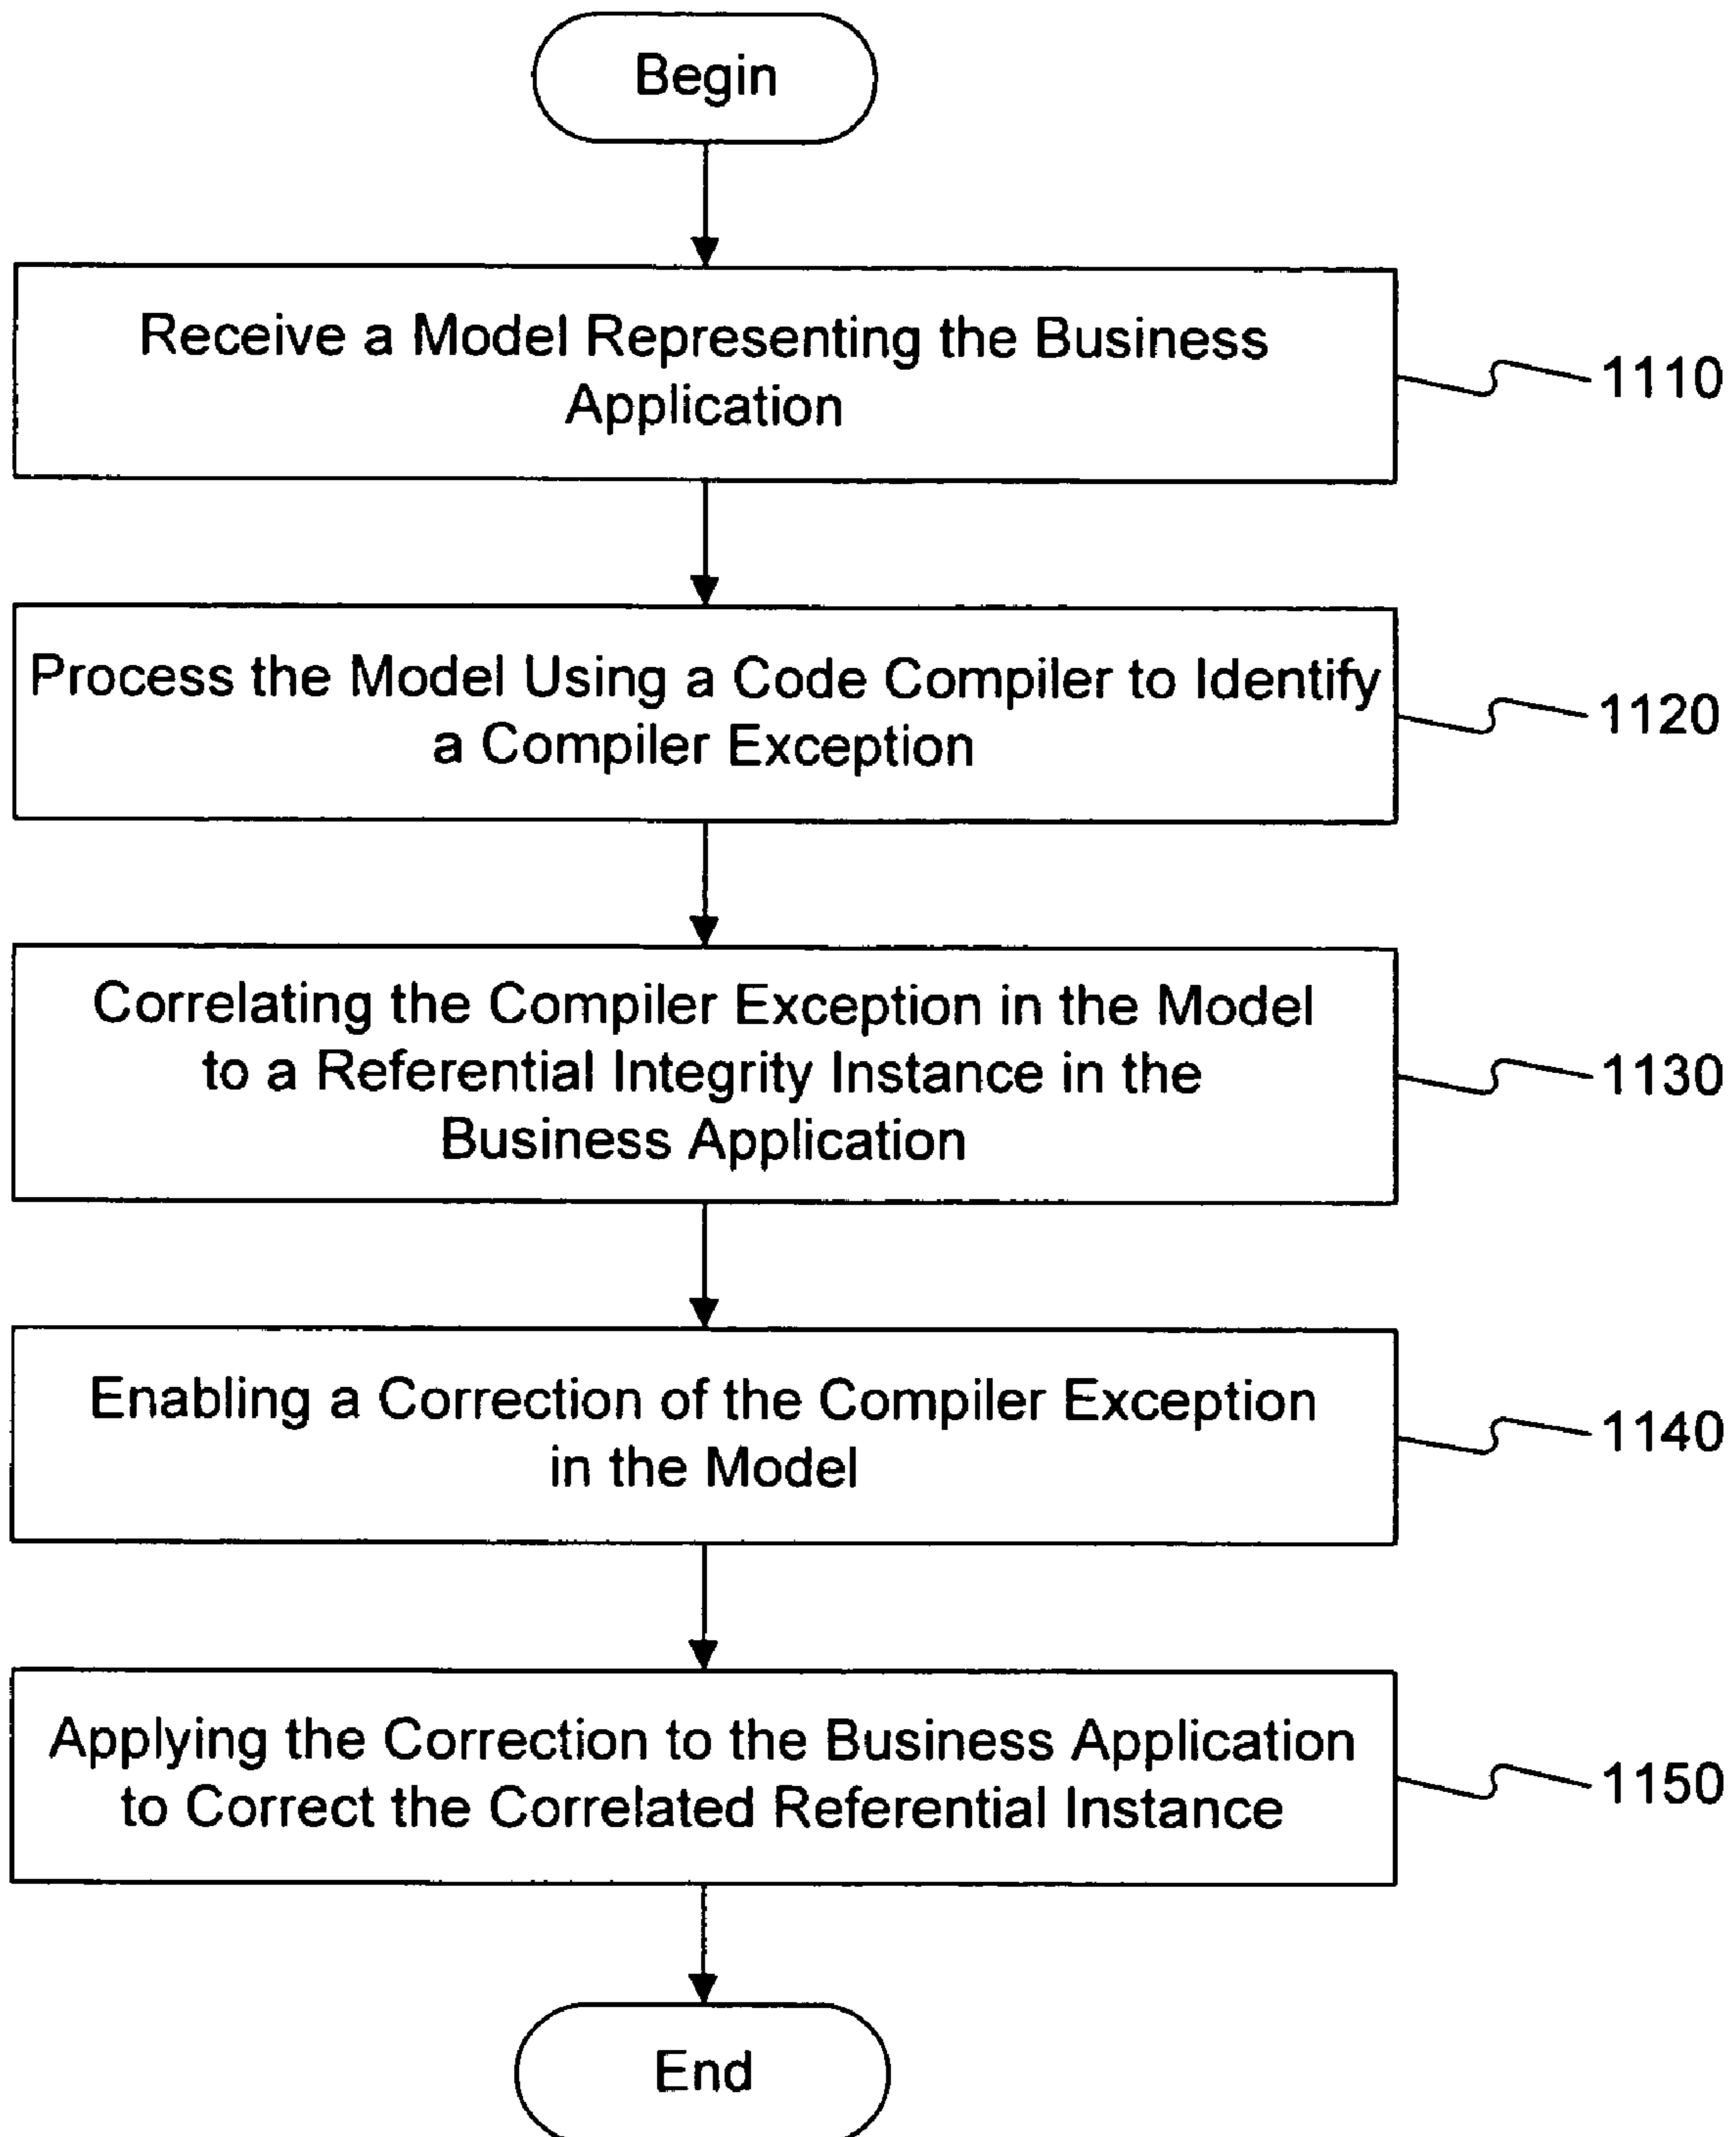 Begin
Receive a Model Representing the Business
Application
1110
Process the Model Using a Code Compiler to Identify
a Compiler Exception
1120
Correlating the Compiler Exception in the Model
to a Referential Integrity Instance in the
Business Application
1130
Enabling a Correction of the Compiler Exception
in the Model
1140
Applying the Correction to the Business Application
to Correct the Correlated Referential Instance
1150
End